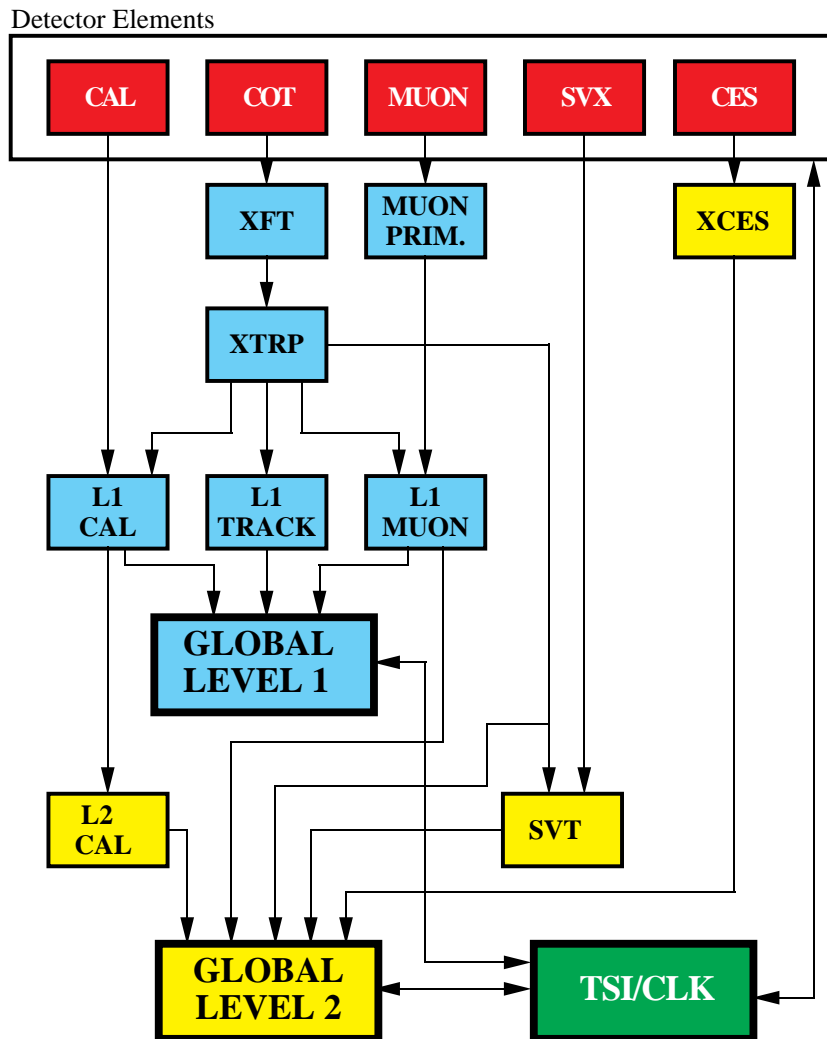 Detector Elements
CAL
COT
MUON
SVX
CES
XFT
MUON
PRIM.
XCES
XTRP
L1
CAL
L1
TRACK
L1
MUON
GLOBAL
LEVEL 1
L2
CAL
SVT
GLOBAL
LEVEL 2
TSI/CLK